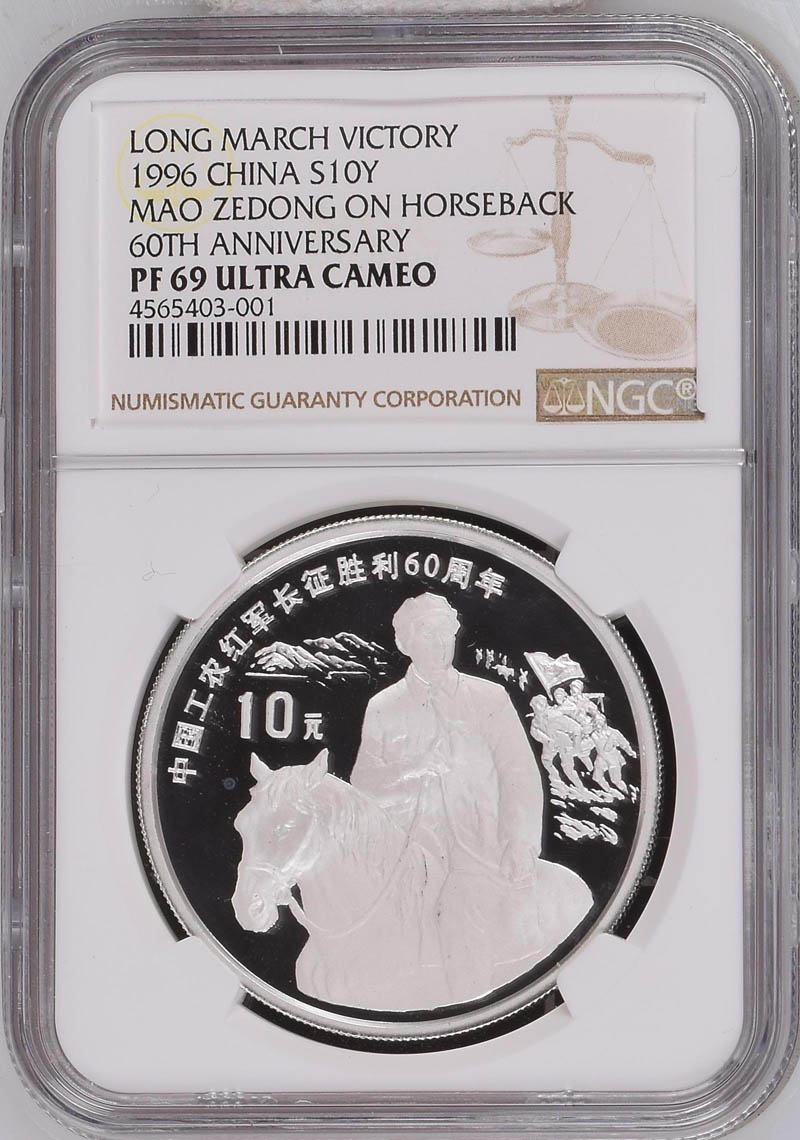 LONG MARCH VICTORY
1996 CHINA S10Y
MAO ZEDONG ON HORSEBACK
60TH ANNIVERSARY
PF 69 ULTRA CAMEO
4565403-001
NUMISMATIC GUARANTY CORPORATION
NGC®
中国工农红军长征胜利60周年
10元